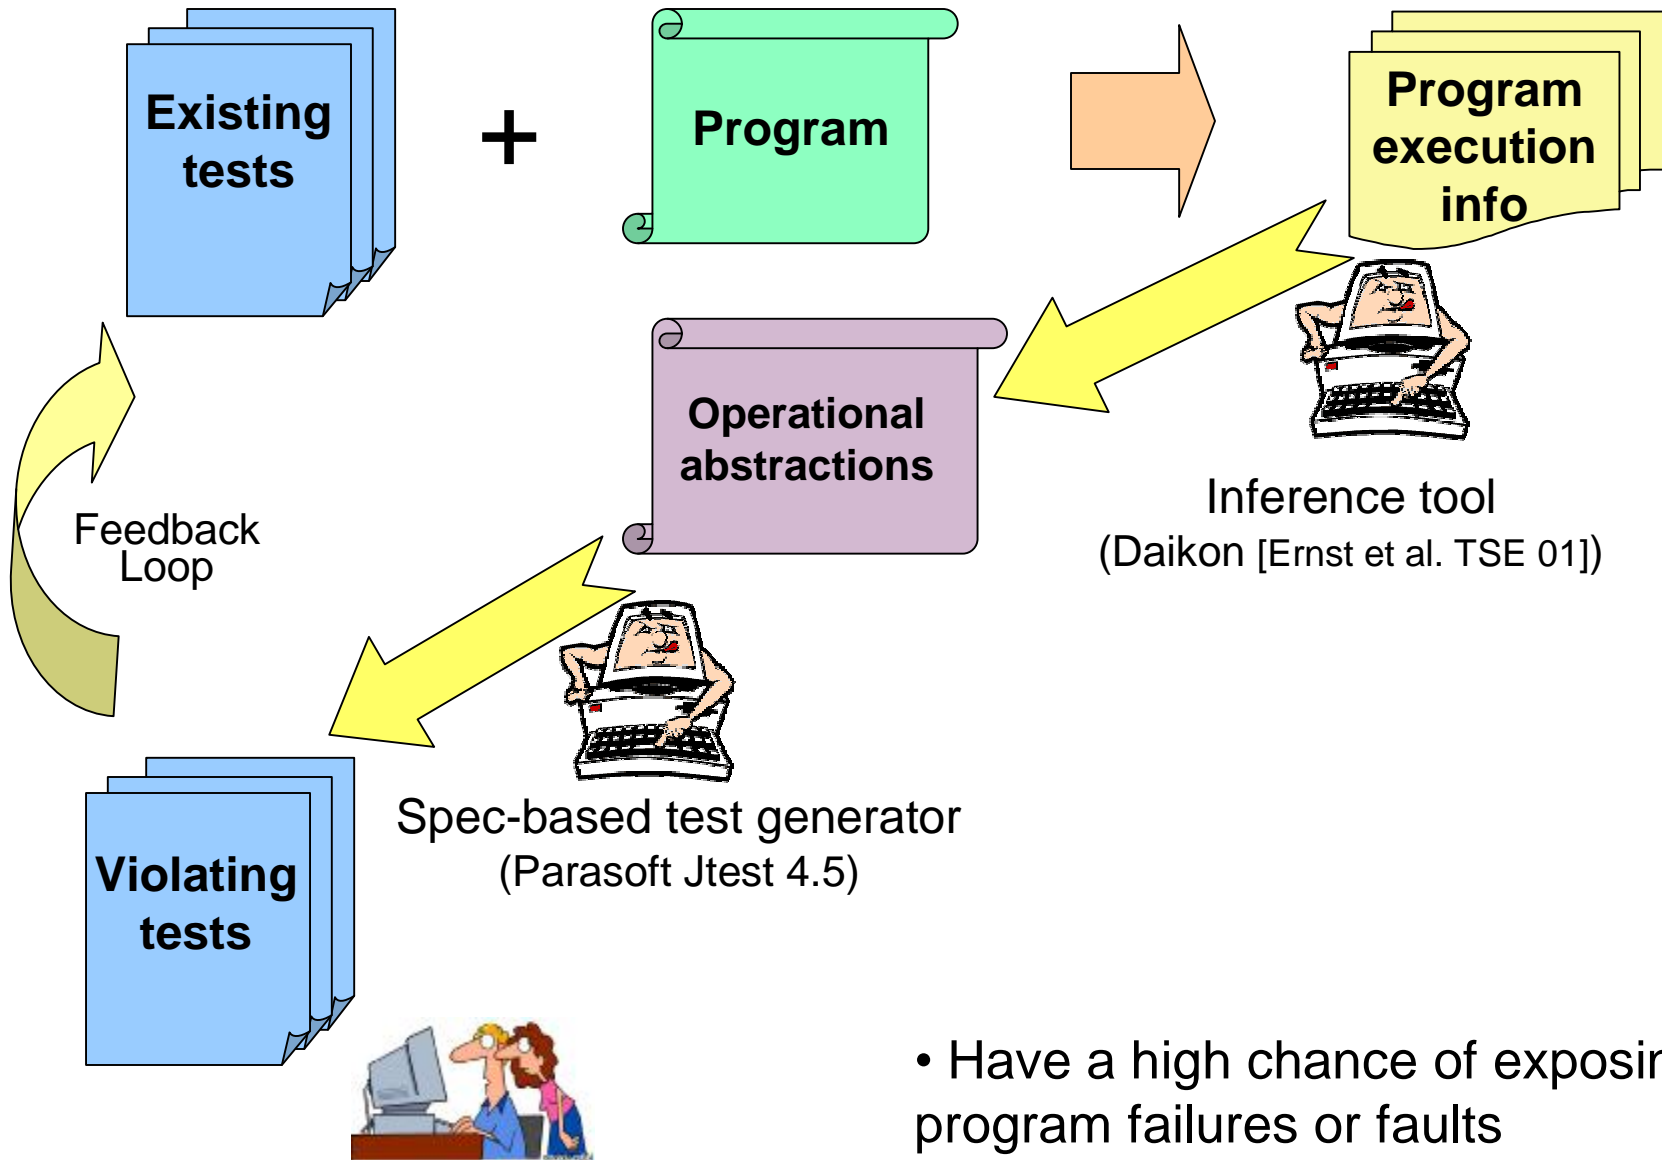 Existing
tests
+
Program
Program
execution
info
Operational
abstractions
Inference tool
(Daikon [Ernst et al. TSE 01])
Feedback
Loop
Spec-based test generator
(Parasoft Jtest 4.5)
Violating
tests
• Have a high chance of
program failures or faults